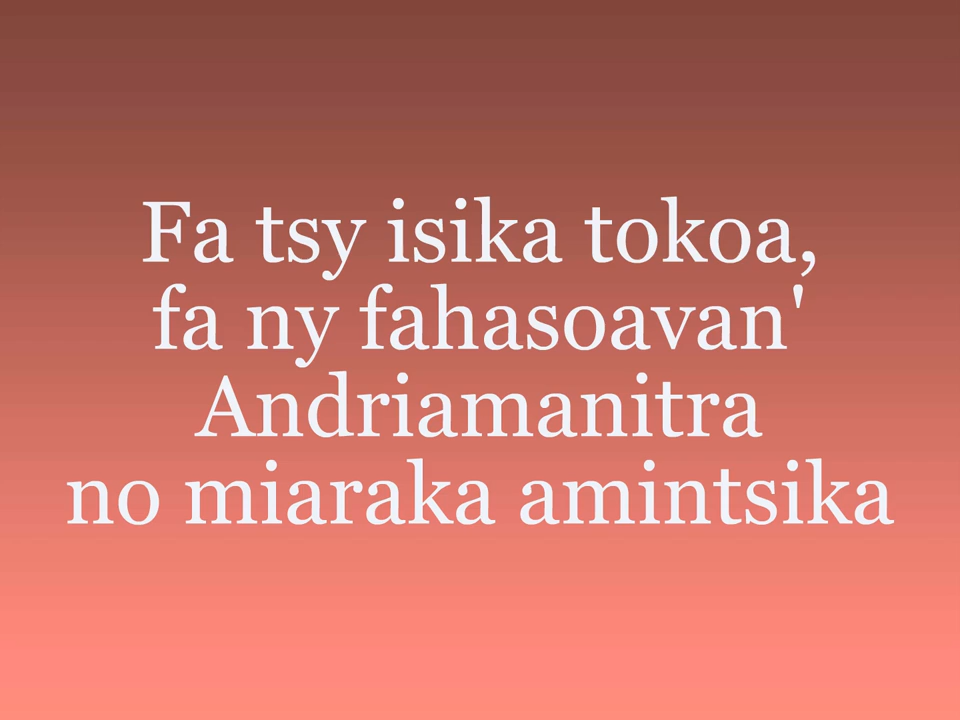 Fa tsy isika tokoa,
fa ny fahasoavan'
Andriamanitra
no miaraka amintsika